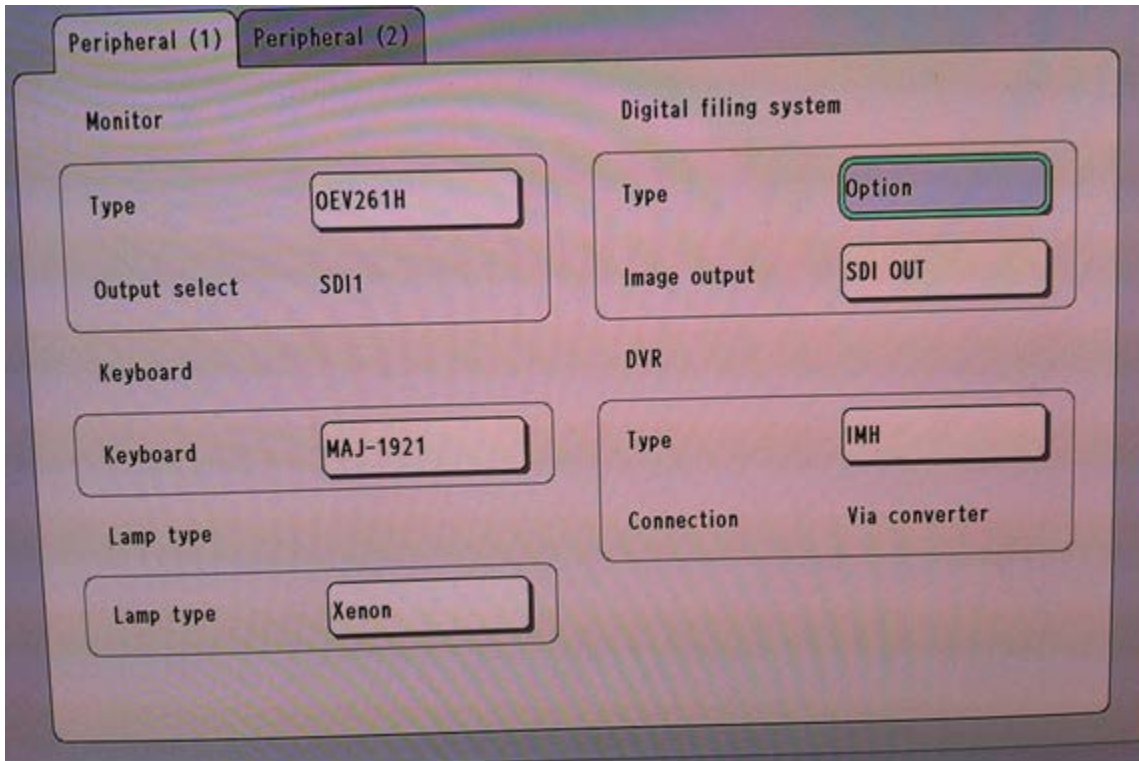 Peripheral (1)
Peripheral (2)
Monitor
Type
OEV261H
Output select
SDI1
Keyboard
Keyboard
MAJ-1921
Lamp type
Lamp type
Xenon
Digital filing system
Type
Option
Image output
SDI OUT
DVR
Type
IMH
Connection
Via converter